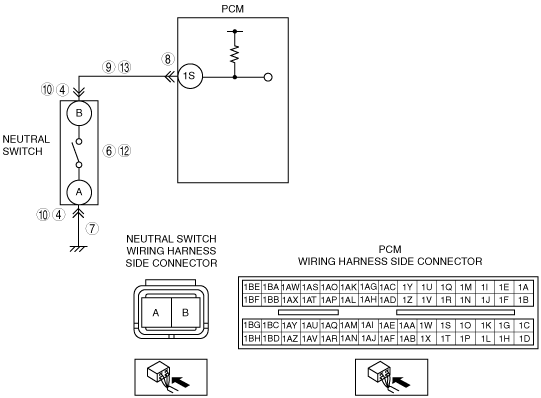 PCM
9 13 8
1S
10 4
B
NEUTRAL
SWITCH
6 12
A
10 4
7
NEUTRAL SWITCH
WIRING HARNESS
SIDE CONNECTOR
A B
PCM
WIRING HARNESS SIDE CONNECTOR
1BE 1BA 1AW 1AS 1AO 1AK 1AG 1AC 1Y 1U 1Q 1M 1I 1E 1A
1BF 1BB 1AX 1AT 1AP 1AL 1AH 1AD 1Z 1V 1R 1N 1J 1F 1B
1BG 1BC 1AY 1AU 1AQ 1AM 1AI 1AE 1AA 1W 1S 1O 1K 1G 1C
1BH 1BD 1AZ 1AV 1AR 1AN 1AJ 1AF 1AB 1X 1T 1P 1L 1H 1D